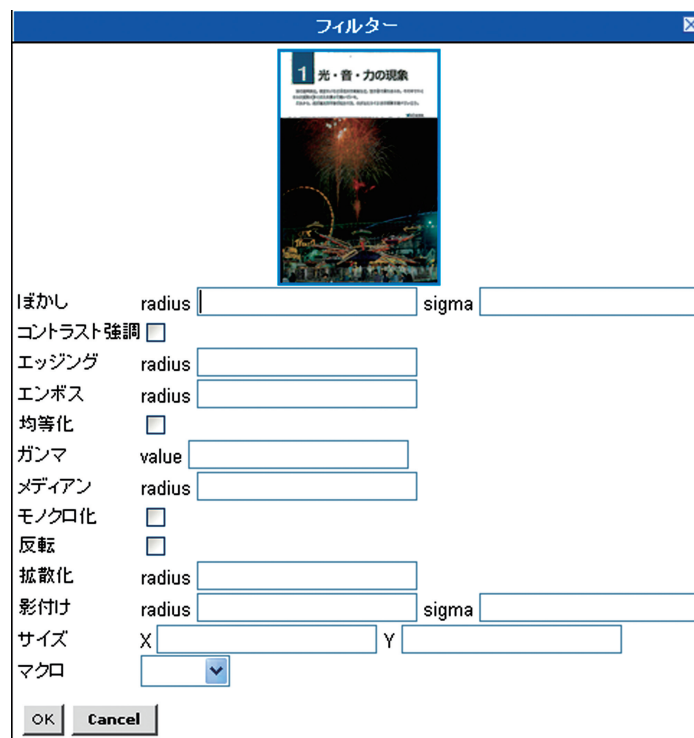 フィルター
1 光・音・力の現象
ぼかし radius sigma
コントラスト強調
エッジング radius
エンボス radius
均等化
ガンマ value
メディアン radius
モノクロ化
反転
拡散化 radius
影付け radius sigma
サイズ X Y
マクロ
OK Cancel